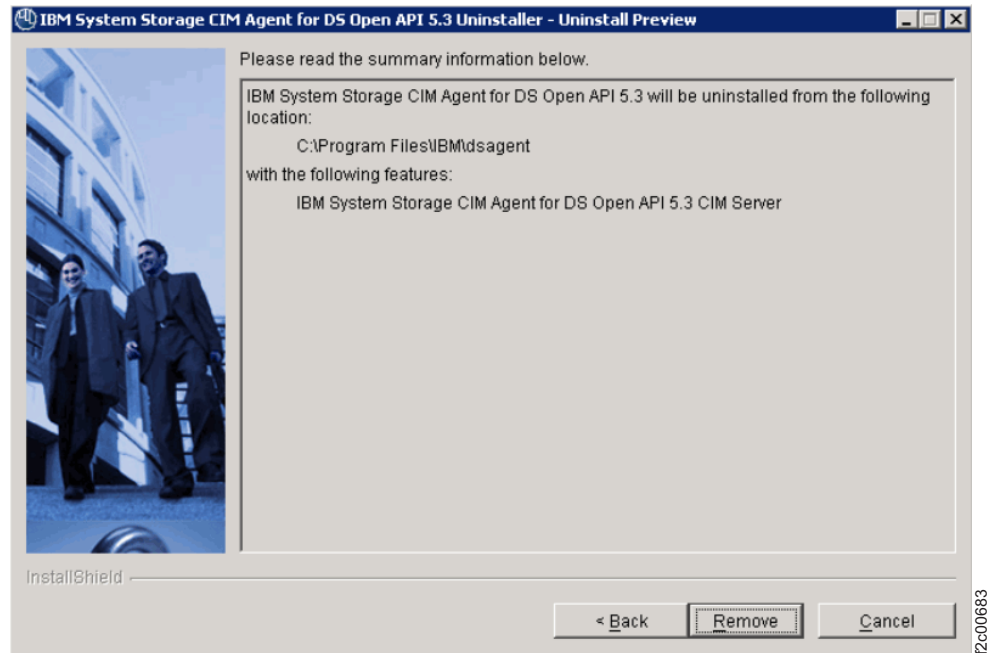 IBM System Storage CIM Agent for DS Open API 5.3 Uninstaller - Uninstall Preview
Please read the summary information below.
IBM System Storage CIM Agent for DS Open API 5.3 will be uninstalled from the following
location:
C:\Program Files\IBM\dsagent
with the following features:
IBM System Storage CIM Agent for DS Open API 5.3 CIM Server
InstallShield
< Back
Remove
Cancel
f2c00683